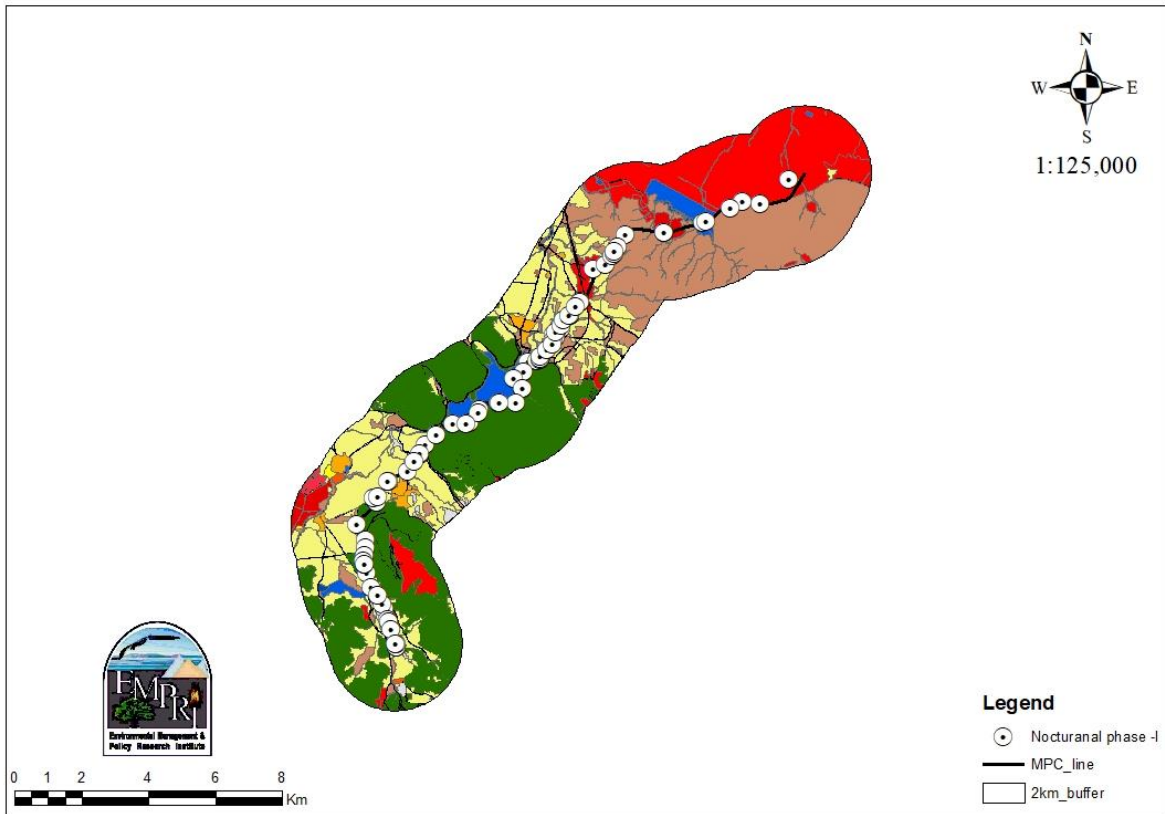 N
W E
S
1:125,000
EMPRI
Environmental Management &
Policy Research Institute
0 1 2 4 6 8
Km
Legend
Nocturanal phase -I
MPC_line
2km_buffer